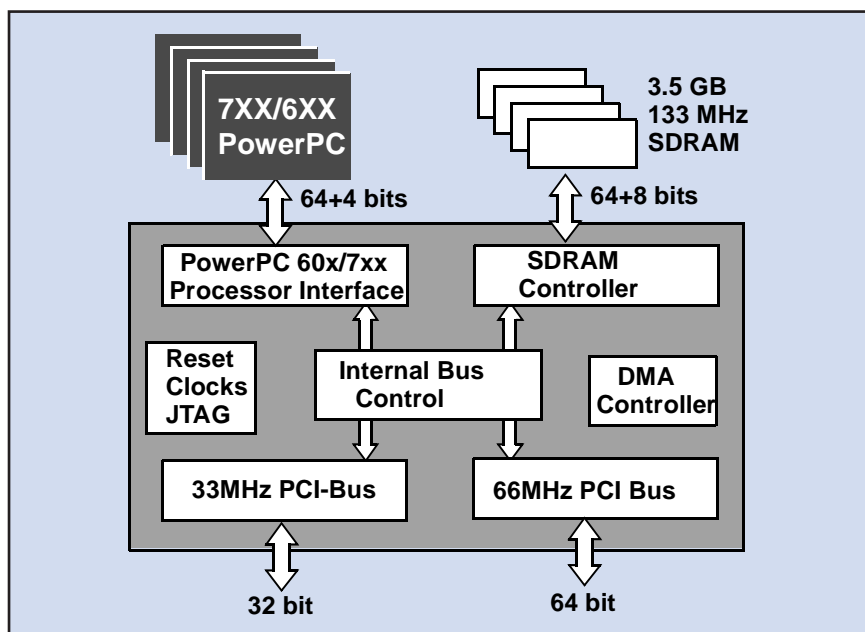 7XX/6XX
PowerPC
3.5 GB
133 MHz
SDRAM
64+4 bits
64+8 bits
PowerPC 60x/7xx
Processor Interface
SDRAM
Controller
Reset
Clocks
JTAG
Internal Bus
Control
DMA
Controller
33MHz PCI-Bus
66MHz PCI Bus
32 bit
64 bit